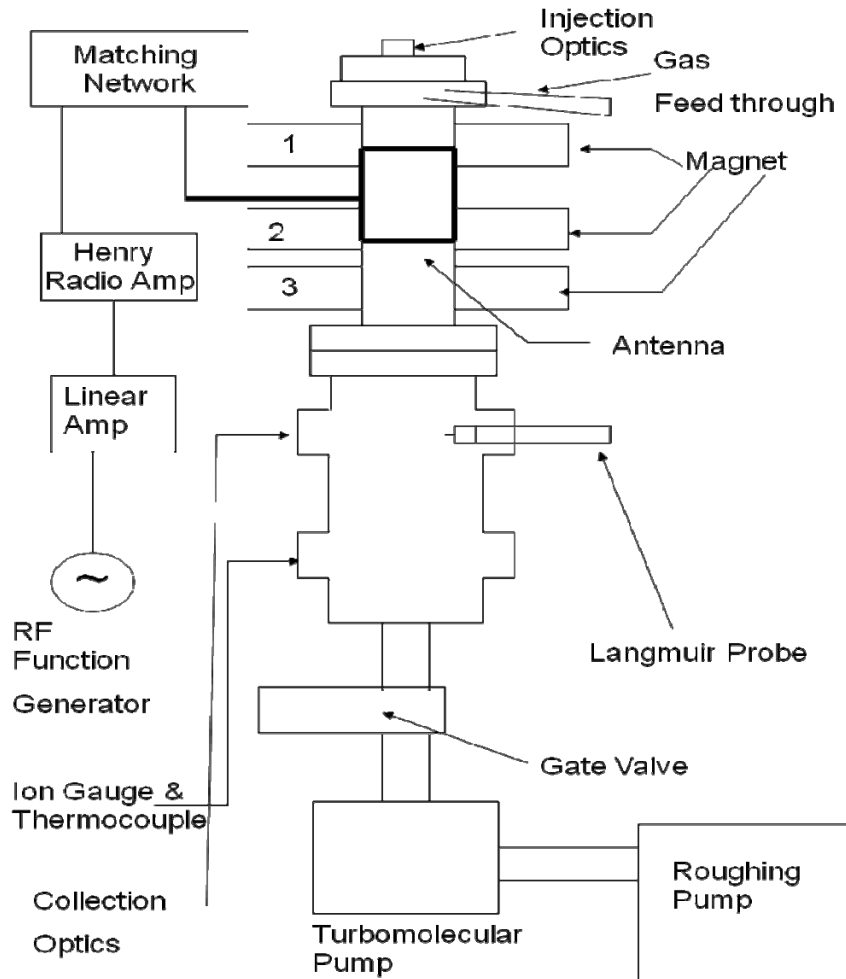 Injection
Optics
Matching
Network
Gas
Feed through
1
Magnet
2
Henry
Radio Amp
3
Antenna
Linear
Amp
~
RF
Function
Generator
Langmuir Probe
Gate Valve
Ion Gauge &
Thermocouple
Roughing
Pump
Collection
Optics
Turbomolecular
Pump